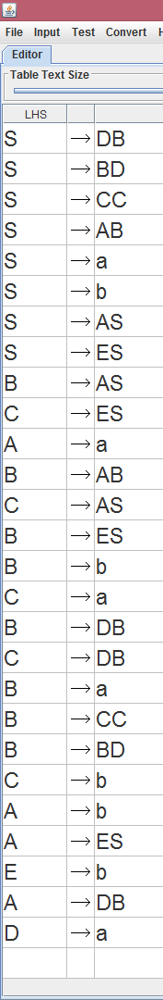 File Input Test Convert H
Editor
Table Text Size
LHS
S → DB
S → BD
S → CC
S → AB
S → a
S → b
S → AS
S → ES
B → AS
C → ES
A → a
B → AB
C → AS
B → ES
B → b
C → a
B → DB
C → DB
B → a
B → CC
B → BD
C → b
A → b
A → ES
E → b
A → DB
D → a